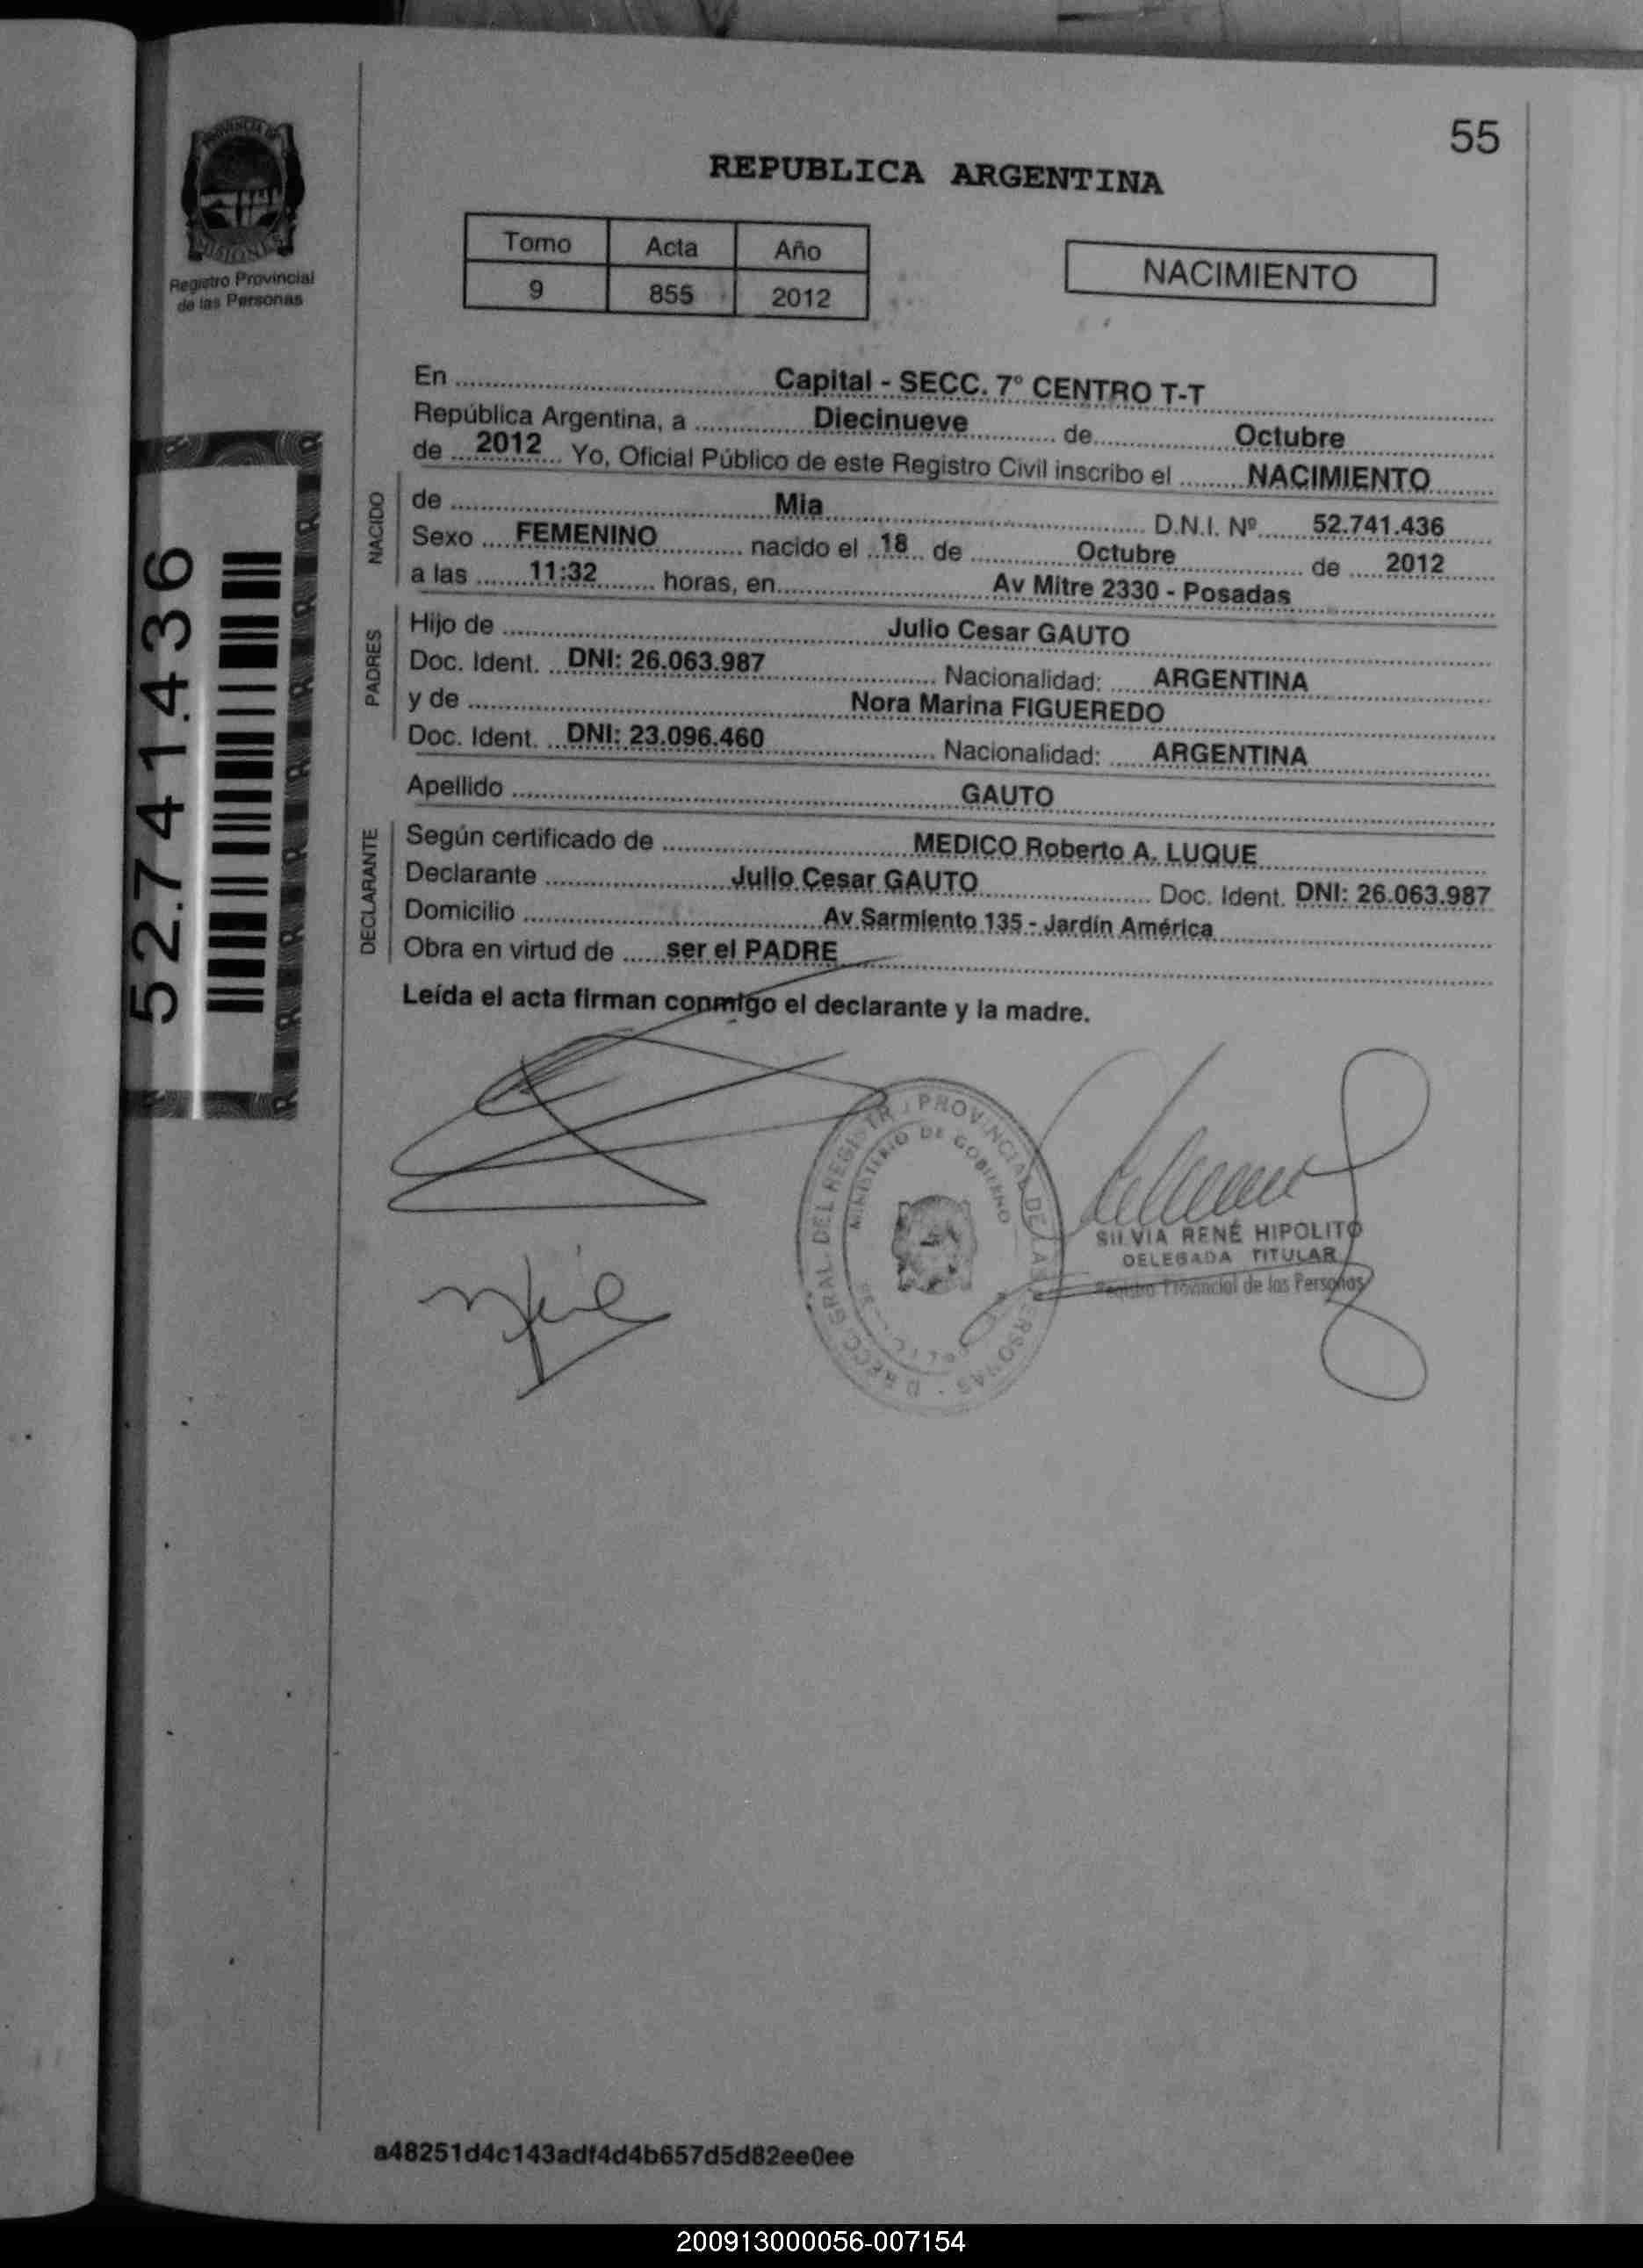 55
PROVINCIA DE
MISIONES
Registro Provincial
de las Personas
REPUBLICA ARGENTINA
Tomo Acta Año
9 855 2012
NACIMIENTO
En Capital - SECC. 7° CENTRO T-T
República Argentina, a Diecinueve de Octubre
de 2012 Yo, Oficial Público de este Registro Civil inscribo el NACIMIENTO
NACIDO
de Mia D.N.I. Nº 52.741.436
Sexo FEMENINO nacido el 18 de Octubre de 2012
a las 11:32 horas, en Av Mitre 2330 - Posadas
PADRES
Hijo de Julio Cesar GAUTO
Doc. Ident. DNI: 26.063.987 Nacionalidad: ARGENTINA
y de Nora Marina FIGUEREDO
Doc. Ident. DNI: 23.096.460 Nacionalidad: ARGENTINA
Apellido GAUTO
DECLARANTE
Según certificado de MEDICO Roberto A. LUQUE
Declarante Julio Cesar GAUTO Doc. Ident. DNI: 26.063.987
Domicilio Av Sarmiento 135 - Jardín América
Obra en virtud de ser el PADRE
Leída el acta firman conmigo el declarante y la madre.
52.741.436
MINISTERIO DE GOBIERNO
SILVIA RENÉ HIPOLITO
DELEGADA TITULAR
Registro Provincial de las Personas
a48251d4c143adf4d4b657d5d82ee0ee
200913000056-007154